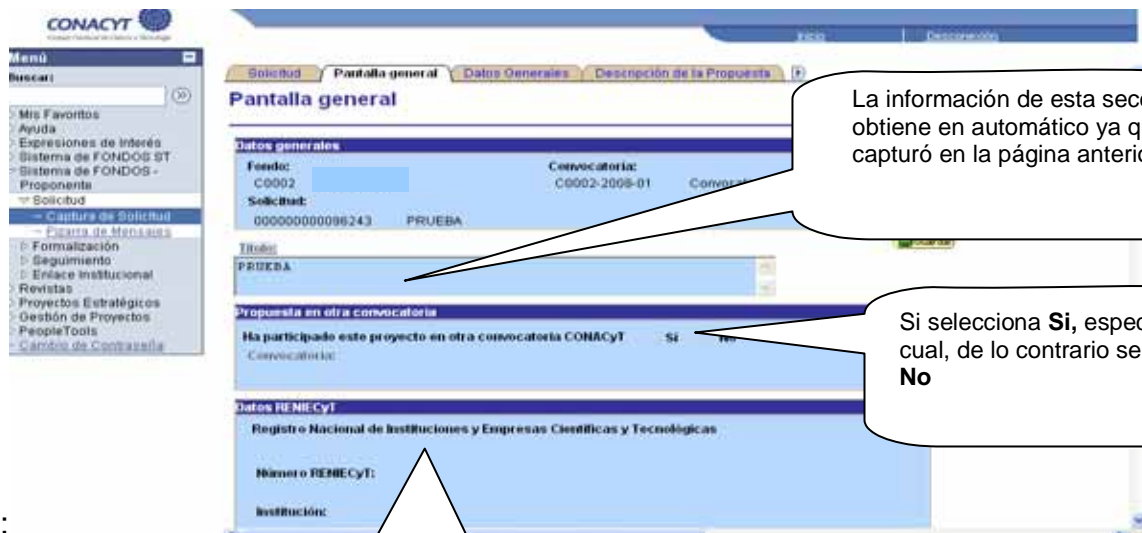 CONACYT
Inicio
Desconexión
Menú
Buscar:
Mis Favoritos
Ayuda
Expresiones de Interés
Sistema de FONDOS ST
Sistema de FONDOS -
Proponente
Solicitud
Captura de Solicitud
Pizarra de Mensajes
Formalización
Seguimiento
Enlace Institucional
Revistas
Proyectos Estratégicos
Gestión de Proyectos
PeopleTools
Cambio de Contraseña
Solicitud Pantalla general Datos Generales Descripción de la Propuesta
Pantalla general
Datos generales
Fondo: Convocatoria:
C0002 C0002-2008-01
Solicitud:
000000000096243 PRUEBA
Título:
PRUEBA
Propuesta en otra convocatoria
Ha participado este proyecto en otra convocatoria CONACyT Si No
Convocatoria:
Datos RENIECyT
Registro Nacional de Instituciones y Empresas Científicas y Tecnológicas
Número RENIECyT:
Institución:
La información de esta sec
obtiene en automático ya q
capturó en la página anteri
Si selecciona Si, espec
cual, de lo contrario se
No
: